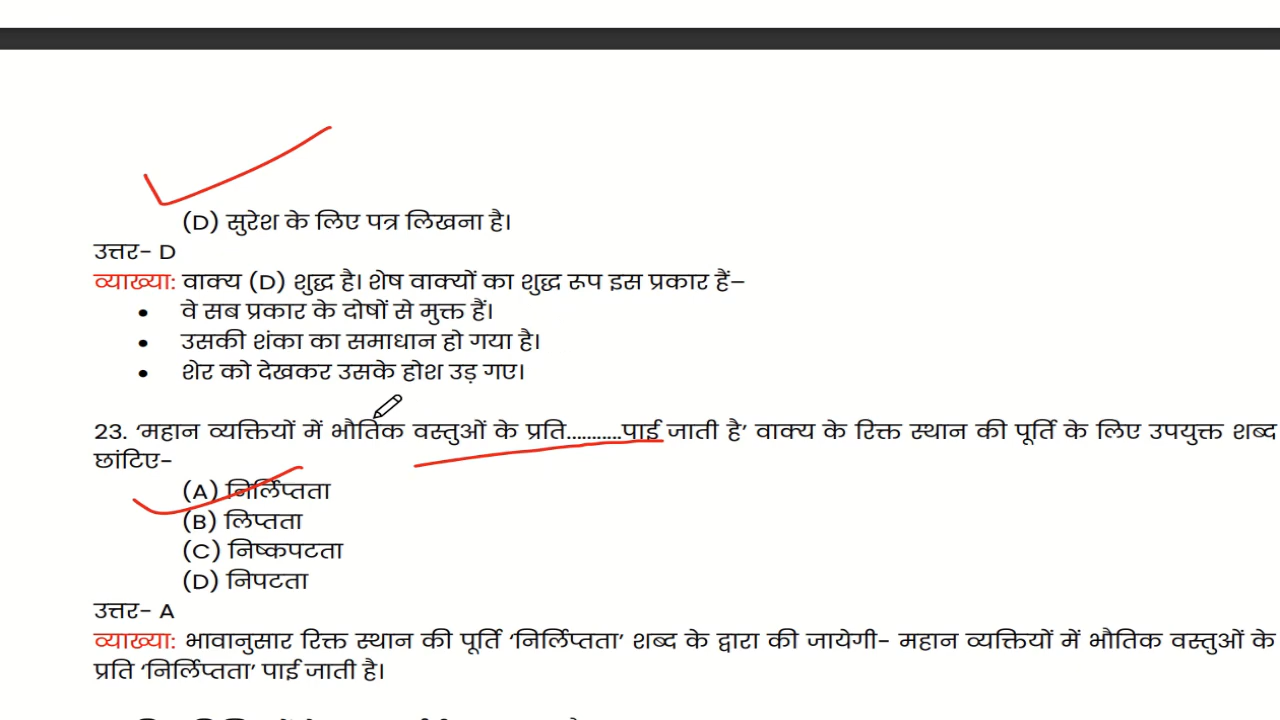 (D) सुरेश के लिए पत्र लिखना है।
उत्तर- D
व्याख्या: वाक्य (D) शुद्ध है। शेष वाक्यों का शुद्ध रूप इस प्रकार हैं–
• वे सब प्रकार के दोषों से मुक्त हैं।
• उसकी शंका का समाधान हो गया है।
• शेर को देखकर उसके होश उड़ गए।
23. ‘महान व्यक्तियों में भौतिक वस्तुओं के प्रति...........पाई जाती है’ वाक्य के रिक्त स्थान की पूर्ति के लिए उपयुक्त शब्द
छांटिए-
(A) निर्लिप्तता
(B) लिप्तता
(C) निष्कपटता
(D) निपटता
उत्तर- A
व्याख्या: भावानुसार रिक्त स्थान की पूर्ति ‘निर्लिप्तता’ शब्द के द्वारा की जायेगी- महान व्यक्तियों में भौतिक वस्तुओं के
प्रति ‘निर्लिप्तता’ पाई जाती है।